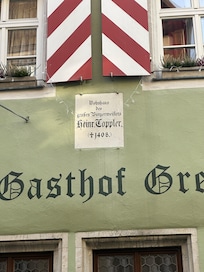 Wohnhaus
des
großen Bürgermeisters
Heinr. Toppler
(† 1408.)
Gasthof Gre